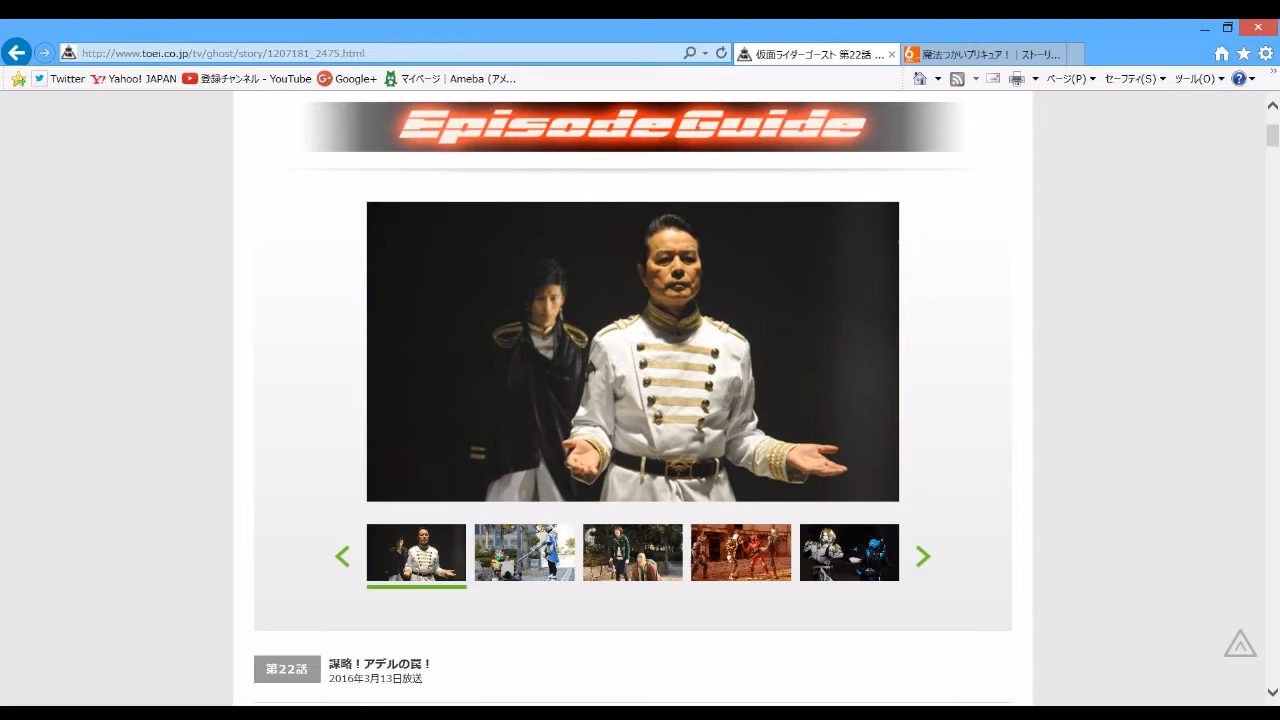 http://www.toei.co.jp/tv/ghost/story/1207181_2475.html
仮面ライダーゴースト 第22話 ...
魔法つかいプリキュア！｜ストーリ...
Twitter
Yahoo! JAPAN
登録チャンネル - YouTube
Google+
マイページ｜Ameba (アメ...
ページ(P)
セーフティ(S)
ツール(O)
Episode Guide
第22話
謀略！アデルの罠！
2016年3月13日放送